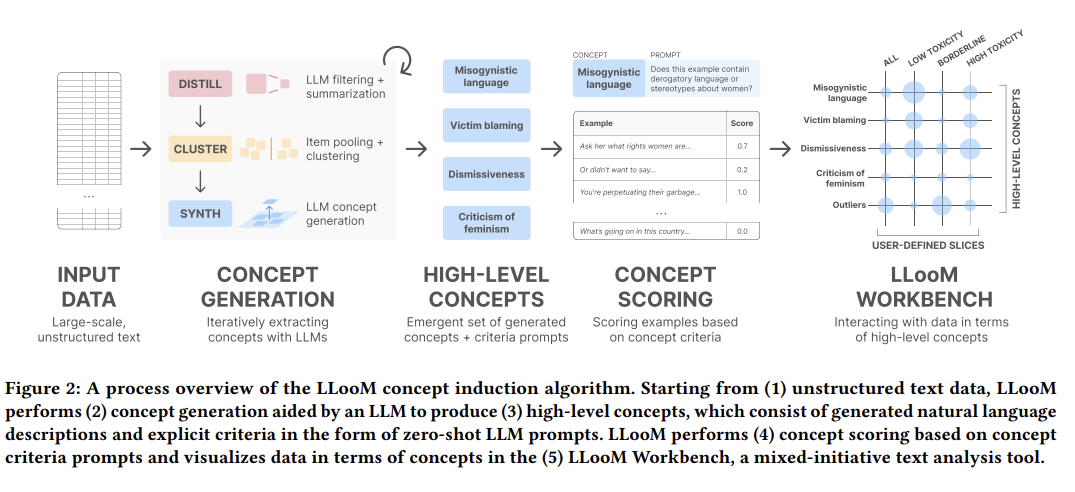 DISTILL
LLM filtering +
summarization
CLUSTER
Item pooling +
clustering
SYNTH
LLM concept
generation
Misogynistic
language
Victim blaming
Dismissiveness
Criticism of
feminism
CONCEPT
PROMPT
Misogynistic
language
Does this example contain
derogatory language or
stereotypes about women?
Example Score
Ask her what rights women are... 0.7
Or didn't want to say... 0.2
You're perpetuating their garbage... 1.0
...
What's going on in this country... 0.0
ALL
LOW TOXICITY
BORDERLINE
HIGH TOXICITY
Misogynistic
language
Victim blaming
Dismissiveness
Criticism of
feminism
Outliers
HIGH-LEVEL CONCEPTS
USER-DEFINED SLICES
...
INPUT
DATA
Large-scale,
unstructured text
CONCEPT
GENERATION
Iteratively extracting
concepts with LLMs
HIGH-LEVEL
CONCEPTS
Emergent set of generated
concepts + criteria prompts
CONCEPT
SCORING
Scoring examples based
on concept criteria
LLooM
WORKBENCH
Interacting with data in terms
of high-level concepts
Figure 2: A process overview of the LLooM concept induction algorithm. Starting from (1) unstructured text data, LLooM
performs (2) concept generation aided by an LLM to produce (3) high-level concepts, which consist of generated natural language
descriptions and explicit criteria in the form of zero-shot LLM prompts. LLooM performs (4) concept scoring based on concept
criteria prompts and visualizes data in terms of concepts in the (5) LLooM Workbench, a mixed-initiative text analysis tool.